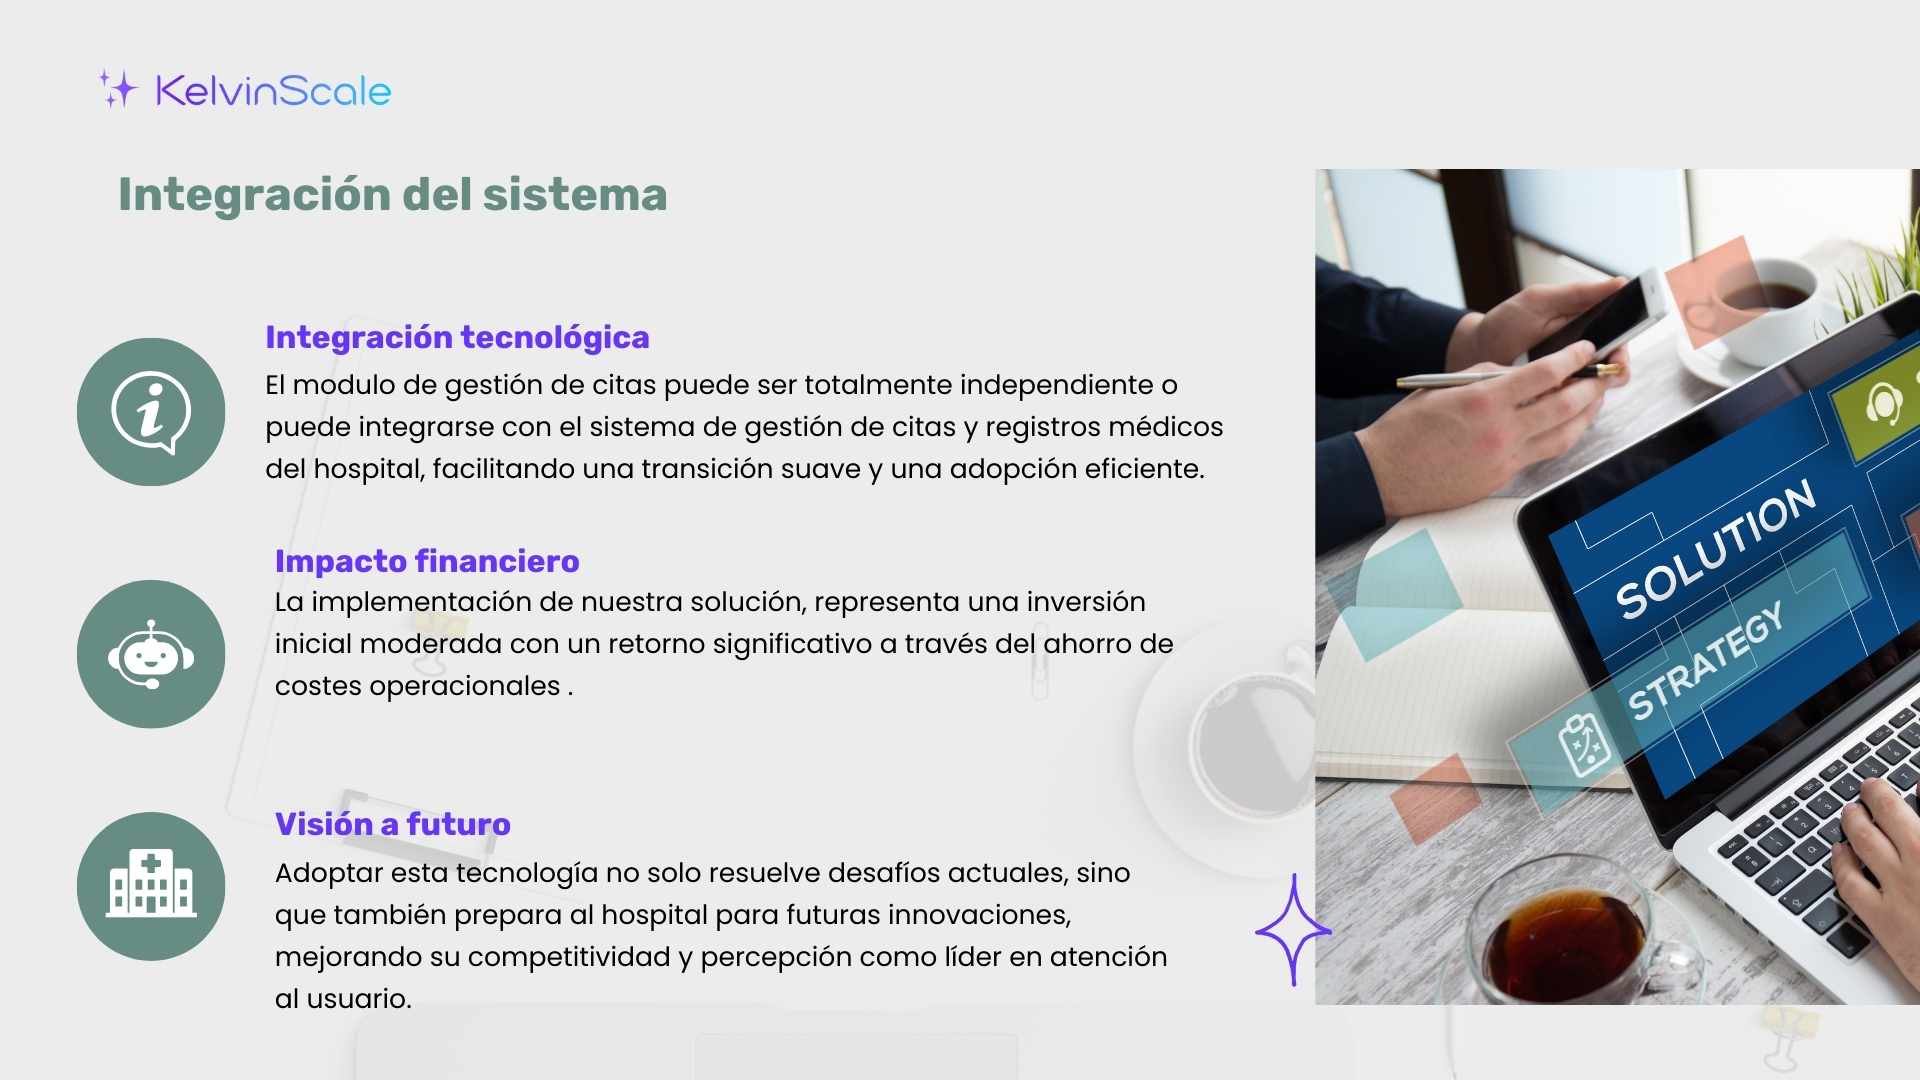 KelvinScale
Integración del sistema
Integración tecnológica
El modulo de gestión de citas puede ser totalmente independiente o
puede integrarse con el sistema de gestión de citas y registros médicos
del hospital, facilitando una transición suave y una adopción eficiente.
Impacto financiero
La implementación de nuestra solución, representa una inversión
inicial moderada con un retorno significativo a través del ahorro de
costes operacionales .
Visión a futuro
Adoptar esta tecnología no solo resuelve desafíos actuales, sino
que también prepara al hospital para futuras innovaciones,
mejorando su competitividad y percepción como líder en atención
al usuario.
SOLUTION
STRATEGY